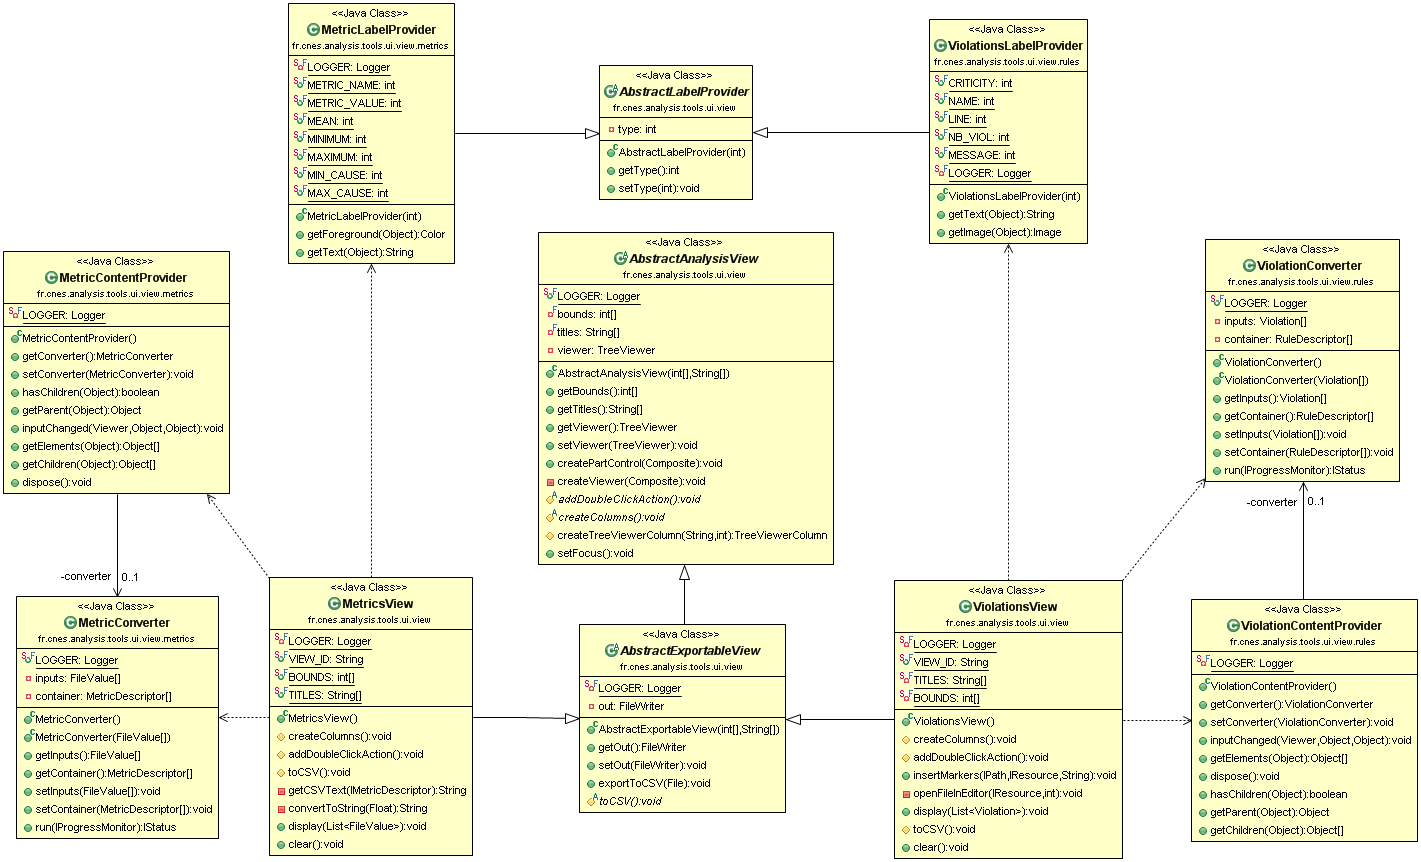 <<Java Class>>
MetricLabelProvider
fr.cnes.analysis.tools.ui.view.metrics
LOGGER: Logger
METRIC_NAME: int
METRIC_VALUE: int
MEAN: int
MINIMUM: int
MAXIMUM: int
MIN_CAUSE: int
MAX_CAUSE: int
MetricLabelProvider(int)
getForeground(Object):Color
getText(Object):String
<<Java Class>>
AbstractLabelProvider
fr.cnes.analysis.tools.ui.view
type: int
AbstractLabelProvider(int)
getType():int
setType(int):void
<<Java Class>>
ViolationsLabelProvider
fr.cnes.analysis.tools.ui.view.rules
CRITICITY: int
NAME: int
LINE: int
NB_VIOL: int
MESSAGE: int
LOGGER: Logger
ViolationsLabelProvider(int)
getText(Object):String
getImage(Object):Image
<<Java Class>>
MetricContentProvider
fr.cnes.analysis.tools.ui.view.metrics
LOGGER: Logger
MetricContentProvider()
getConverter():MetricConverter
setConverter(MetricConverter):void
hasChildren(Object):boolean
getParent(Object):Object
inputChanged(Viewer,Object,Object):void
getElements(Object):Object[]
getChildren(Object):Object[]
dispose():void
<<Java Class>>
AbstractAnalysisView
fr.cnes.analysis.tools.ui.view
LOGGER: Logger
bounds: int[]
titles: String[]
viewer: TreeViewer
AbstractAnalysisView(int[],String[])
getBounds():int[]
getTitles():String[]
getViewer():TreeViewer
setViewer(TreeViewer):void
createPartControl(Composite):void
createViewer(Composite):void
addDoubleClickAction():void
createColumns():void
createTreeViewerColumn(String,int):TreeViewerColumn
setFocus():void
<<Java Class>>
ViolationConverter
fr.cnes.analysis.tools.ui.view.rules
LOGGER: Logger
inputs: Violation[]
container: RuleDescriptor[]
ViolationConverter()
ViolationConverter(Violation[])
getInputs():Violation[]
getContainer():RuleDescriptor[]
setInputs(Violation[]):void
setContainer(RuleDescriptor[]):void
run(IProgressMonitor):IStatus
-converter 0..1
-converter 0..1
<<Java Class>>
MetricConverter
fr.cnes.analysis.tools.ui.view.metrics
LOGGER: Logger
inputs: FileValue[]
container: MetricDescriptor[]
MetricConverter()
MetricConverter(FileValue[])
getInputs():FileValue[]
getContainer():MetricDescriptor[]
setInputs(FileValue[]):void
setContainer(MetricDescriptor[]):void
run(IProgressMonitor):IStatus
<<Java Class>>
MetricsView
fr.cnes.analysis.tools.ui.view
LOGGER: Logger
VIEW_ID: String
BOUNDS: int[]
TITLES: String[]
MetricsView()
createColumns():void
addDoubleClickAction():void
toCSV():void
getCSVText(IMetricDescriptor):String
convertToString(Float):String
display(List<FileValue>):void
clear():void
<<Java Class>>
AbstractExportableView
fr.cnes.analysis.tools.ui.view
LOGGER: Logger
out: FileWriter
AbstractExportableView(int[],String[])
getOut():FileWriter
setOut(FileWriter):void
exportToCSV(File):void
toCSV():void
<<Java Class>>
ViolationsView
fr.cnes.analysis.tools.ui.view
LOGGER: Logger
VIEW_ID: String
TITLES: String[]
BOUNDS: int[]
ViolationsView()
createColumns():void
addDoubleClickAction():void
insertMarkers(IPath,IResource,String):void
openFileInEditor(IResource,int):void
display(List<Violation>):void
toCSV():void
clear():void
<<Java Class>>
ViolationContentProvider
fr.cnes.analysis.tools.ui.view.rules
LOGGER: Logger
ViolationContentProvider()
getConverter():ViolationConverter
setConverter(ViolationConverter):void
inputChanged(Viewer,Object,Object):void
getElements(Object):Object[]
dispose():void
hasChildren(Object):boolean
getParent(Object):Object
getChildren(Object):Object[]